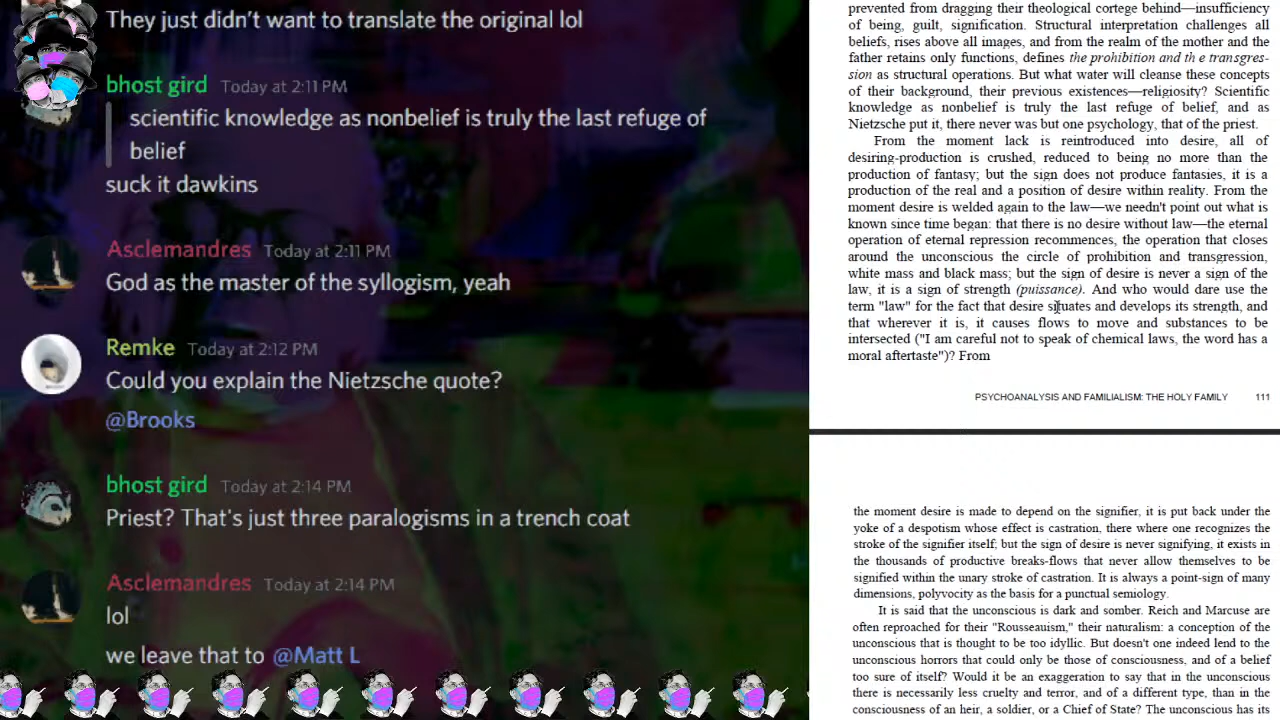 They just didn't want to translate the original lol
bhost gird Today at 2:11 PM
scientific knowledge as nonbelief is truly the last refuge of
belief
suck it dawkins
Asclemandres Today at 2:11 PM
God as the master of the syllogism, yeah
Remke Today at 2:12 PM
Could you explain the Nietzsche quote?
@Brooks
bhost gird Today at 2:14 PM
Priest? That's just three paralogisms in a trench coat
Asclemandres Today at 2:14 PM
lol
we leave that to @Matt L
prevented from dragging their theological cortege behind—insufficiency
of being, guilt, signification. Structural interpretation challenges all
beliefs, rises above all images, and from the realm of the mother and the
father retains only functions, defines the prohibition and th e transgres-
sion as structural operations. But what water will cleanse these concepts
of their background, their previous existences—religiosity? Scientific
knowledge as nonbelief is truly the last refuge of belief, and as
Nietzsche put it, there never was but one psychology, that of the priest.
From the moment lack is reintroduced into desire, all of
desiring-production is crushed, reduced to being no more than the
production of fantasy; but the sign does not produce fantasies, it is a
production of the real and a position of desire within reality. From the
moment desire is welded again to the law—we needn't point out what is
known since time began: that there is no desire without law—the eternal
operation of eternal repression recommences, the operation that closes
around the unconscious the circle of prohibition and transgression,
white mass and black mass; but the sign of desire is never a sign of the
law, it is a sign of strength (puissance). And who would dare use the
term "law" for the fact that desire situates and develops its strength, and
that wherever it is, it causes flows to move and substances to be
intersected ("I am careful not to speak of chemical laws, the word has a
moral aftertaste")? From
PSYCHOANALYSIS AND FAMILIALISM: THE HOLY FAMILY 111
the moment desire is made to depend on the signifier, it is put back under the
yoke of a despotism whose effect is castration, there where one recognizes the
stroke of the signifier itself; but the sign of desire is never signifying, it exists in
the thousands of productive breaks-flows that never allow themselves to be
signified within the unary stroke of castration. It is always a point-sign of many
dimensions, polyvocity as the basis for a punctual semiology.
It is said that the unconscious is dark and somber. Reich and Marcuse are
often reproached for their "Rousseauism," their naturalism: a conception of the
unconscious that is thought to be too idyllic. But doesn't one indeed lend to the
unconscious horrors that could only be those of consciousness, and of a belief
too sure of itself? Would it be an exaggeration to say that in the unconscious
there is necessarily less cruelty and terror, and of a different type, than in the
consciousness of an heir, a soldier, or a Chief of State? The unconscious has its